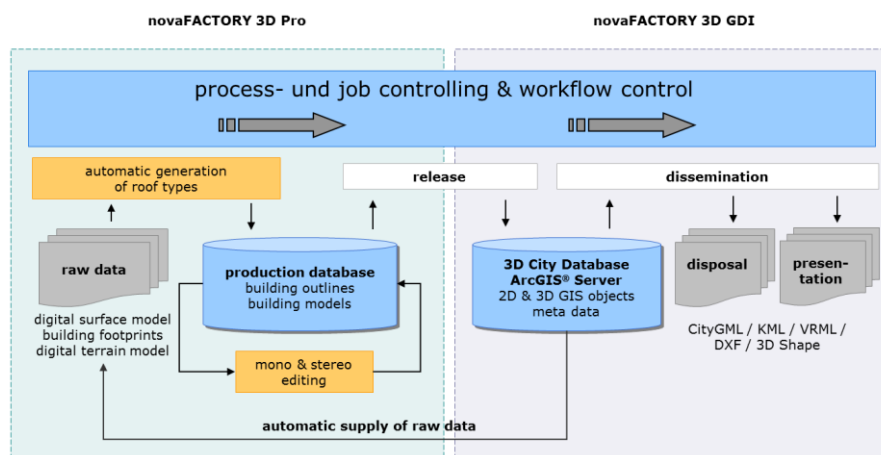 novaFACTORY 3D Pro
novaFACTORY 3D GDI
process- und job controlling & workflow control
automatic generation
of roof types
release
dissemination
raw data
production database
building outlines
building models
3D City Database
ArcGIS® Server
2D & 3D GIS objects
meta data
disposal
presen-
tation
digital surface model
building footprints
digital terrain model
CityGML / KML / VRML /
DXF / 3D Shape
mono & stereo
editing
automatic supply of raw data